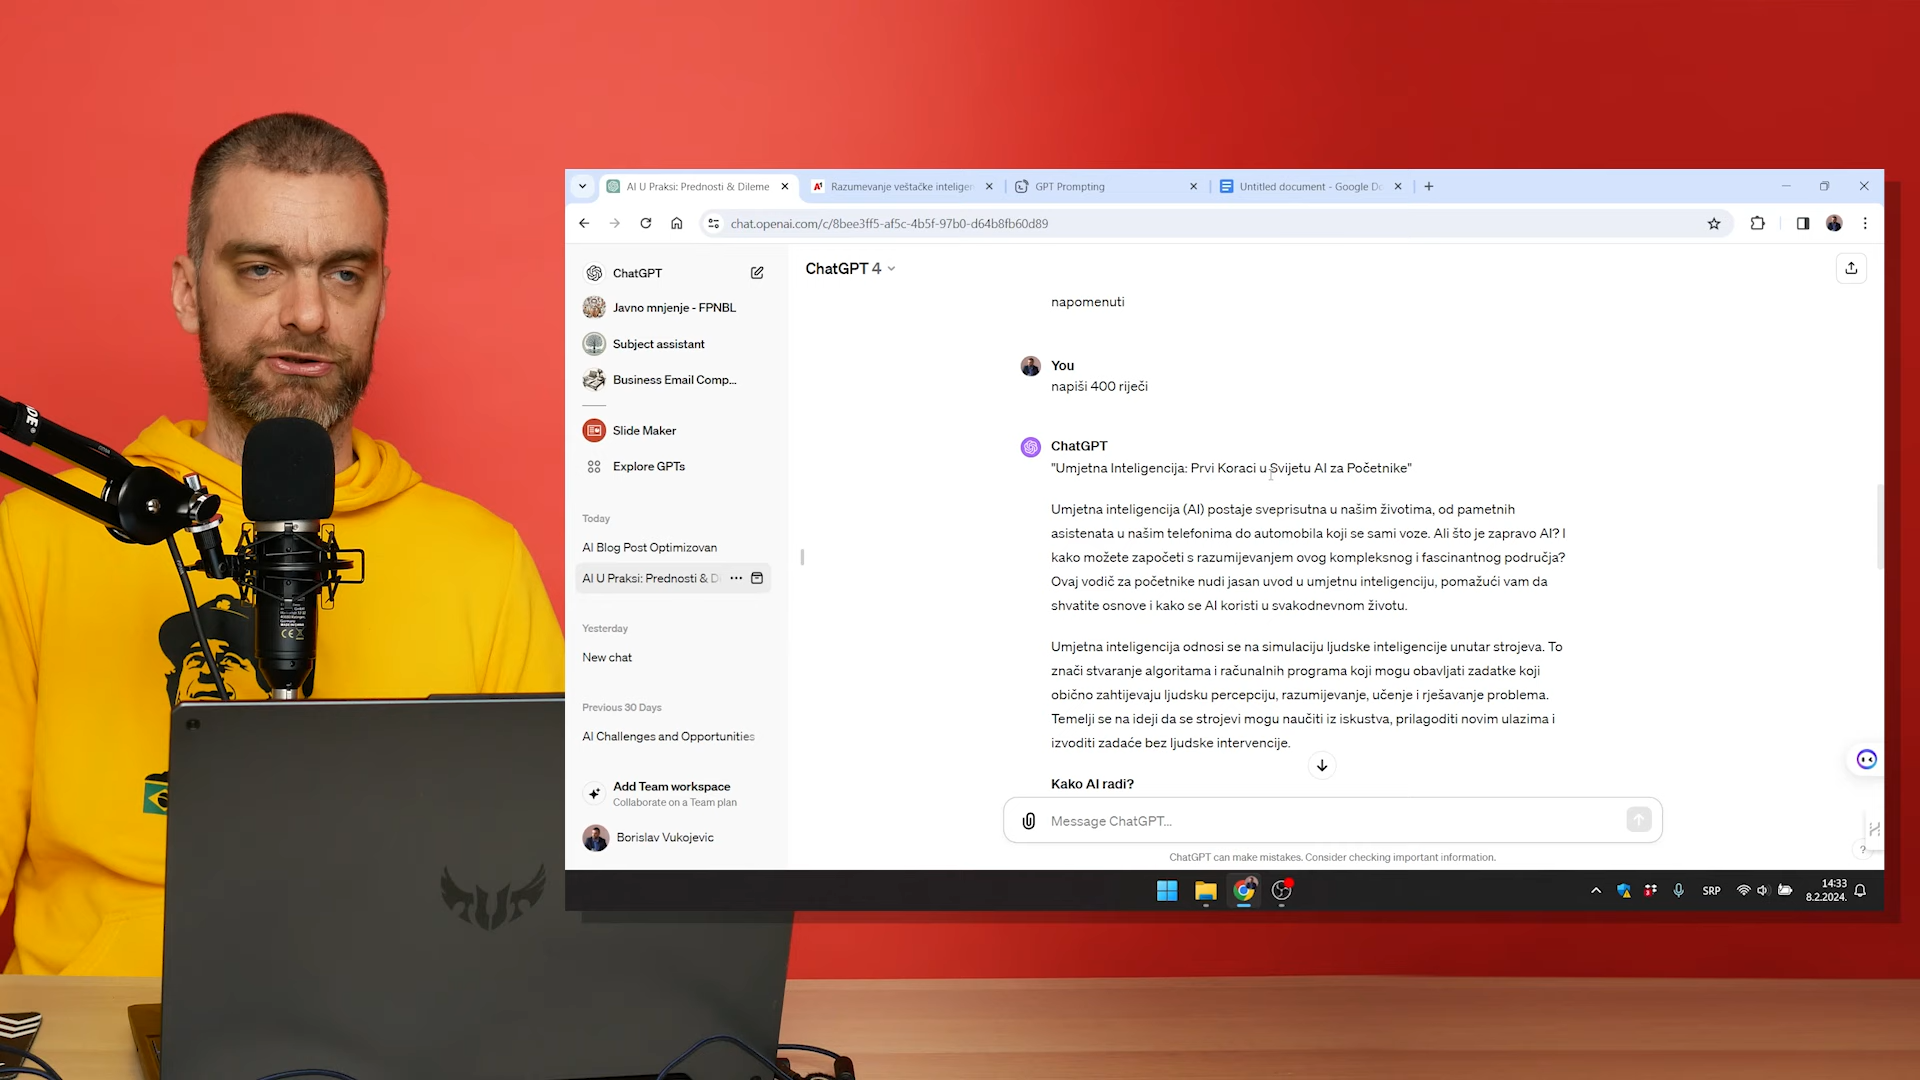 AI U Praksi: Prednosti & Dileme
Razumevanje veštačke inteligen
GPT Prompting
Untitled document - Google Do
chat.openai.com/c/8bee3ff5-af5c-4b5f-97b0-d64b8fb60d89
ChatGPT
Javno mnjenje - FPNBL
Subject assistant
Business Email Comp...
Slide Maker
Explore GPTs
Today
AI Blog Post Optimizovan
AI U Praksi: Prednosti & D
Yesterday
New chat
Previous 30 Days
AI Challenges and Opportunities
Add Team workspace
Collaborate on a Team plan
Borislav Vukojevic
ChatGPT 4
napomenuti
You
napiši 400 riječi
ChatGPT
"Umjetna Inteligencija: Prvi Koraci u Svijetu AI za Početnike"
Umjetna inteligencija (AI) postaje sveprisutna u našim životima, od pametnih
asistenata u našim telefonima do automobila koji se sami voze. Ali što je zapravo AI? I
kako možete započeti s razumijevanjem ovog kompleksnog i fascinantnog područja?
Ovaj vodič za početnike nudi jasan uvod u umjetnu inteligenciju, pomažući vam da
shvatite osnove i kako se AI koristi u svakodnevnom životu.
Umjetna inteligencija odnosi se na simulaciju ljudske inteligencije unutar strojeva. To
znači stvaranje algoritama i računalnih programa koji mogu obavljati zadatke koji
obično zahtijevaju ljudsku percepciju, razumijevanje, učenje i rješavanje problema.
Temelji se na ideji da se strojevi mogu naučiti iz iskustva, prilagoditi novim ulazima i
izvoditi zadaće bez ljudske intervencije.
Kako AI radi?
Message ChatGPT...
ChatGPT can make mistakes. Consider checking important information.
?
SRP
14:33
8.2.2024.